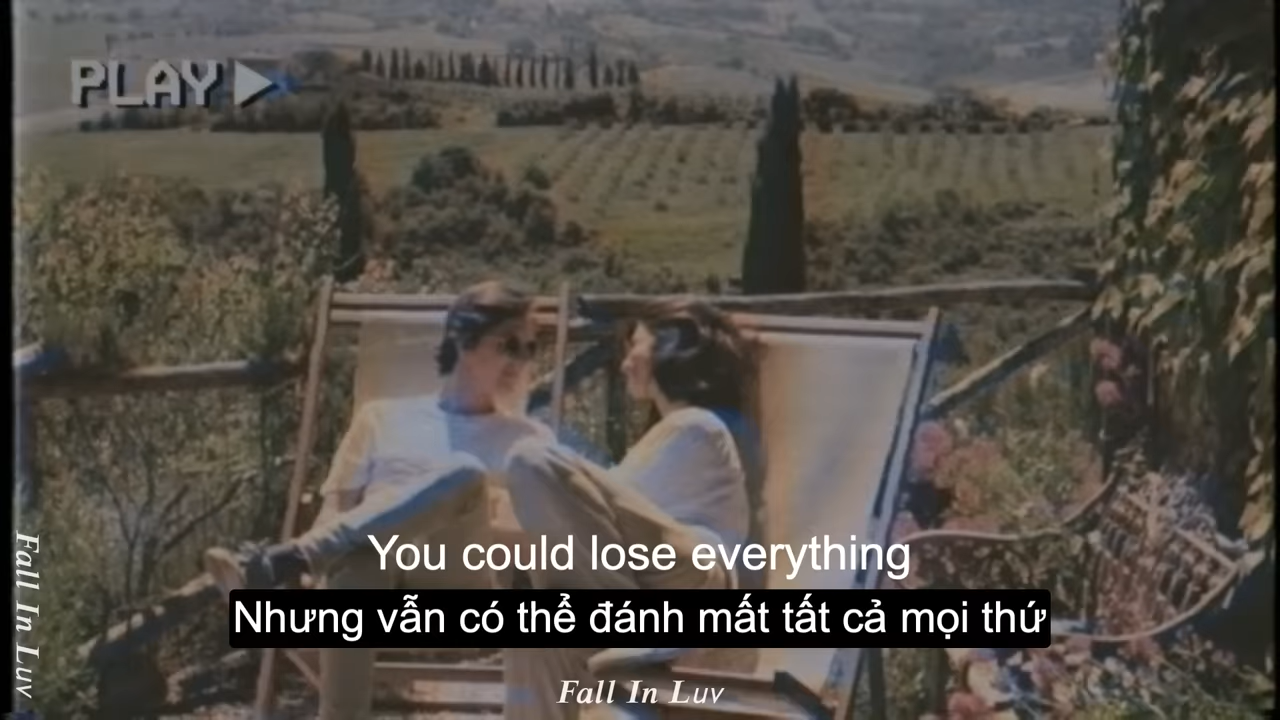 PLAY
You could lose everything
Nhưng vẫn có thể đánh mất tất cả mọi thứ
Fall In Luv
Fall In Luv